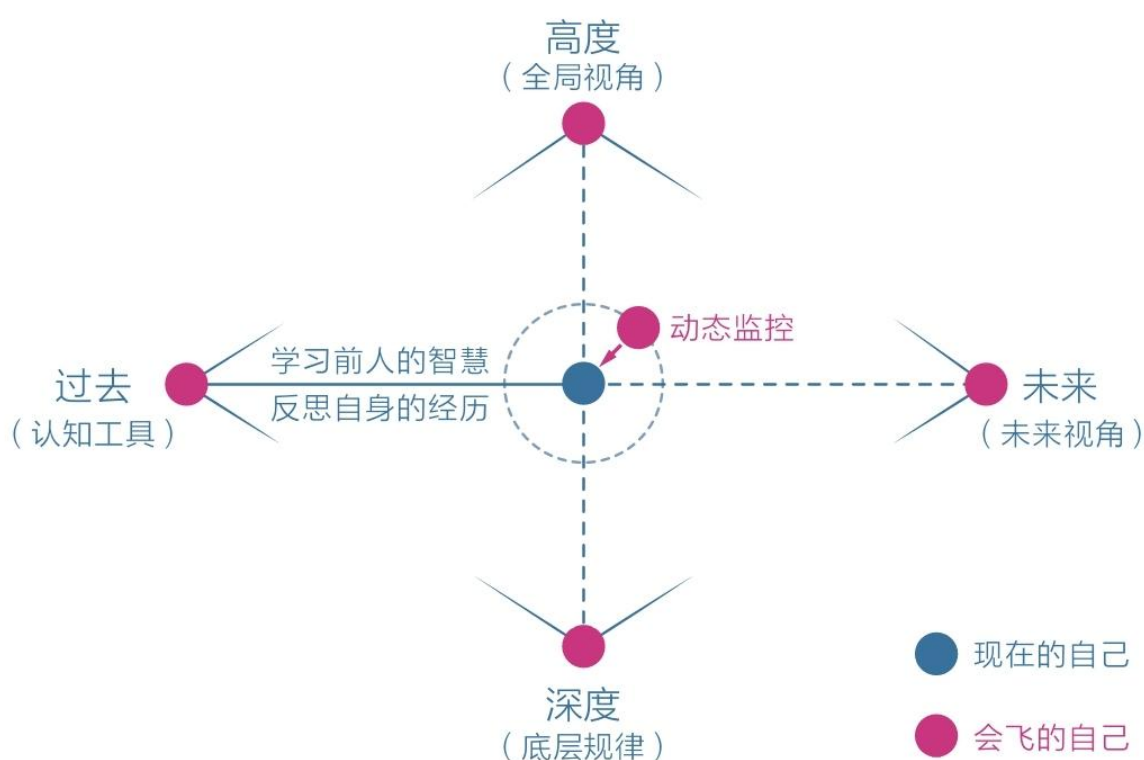 高度
（全局视角）
动态监控
学习前人的智慧
过去
反思自身的经历
（认知工具）
未来
（未来视角）
深度
（底层规律）
现在的自己
会飞的自己